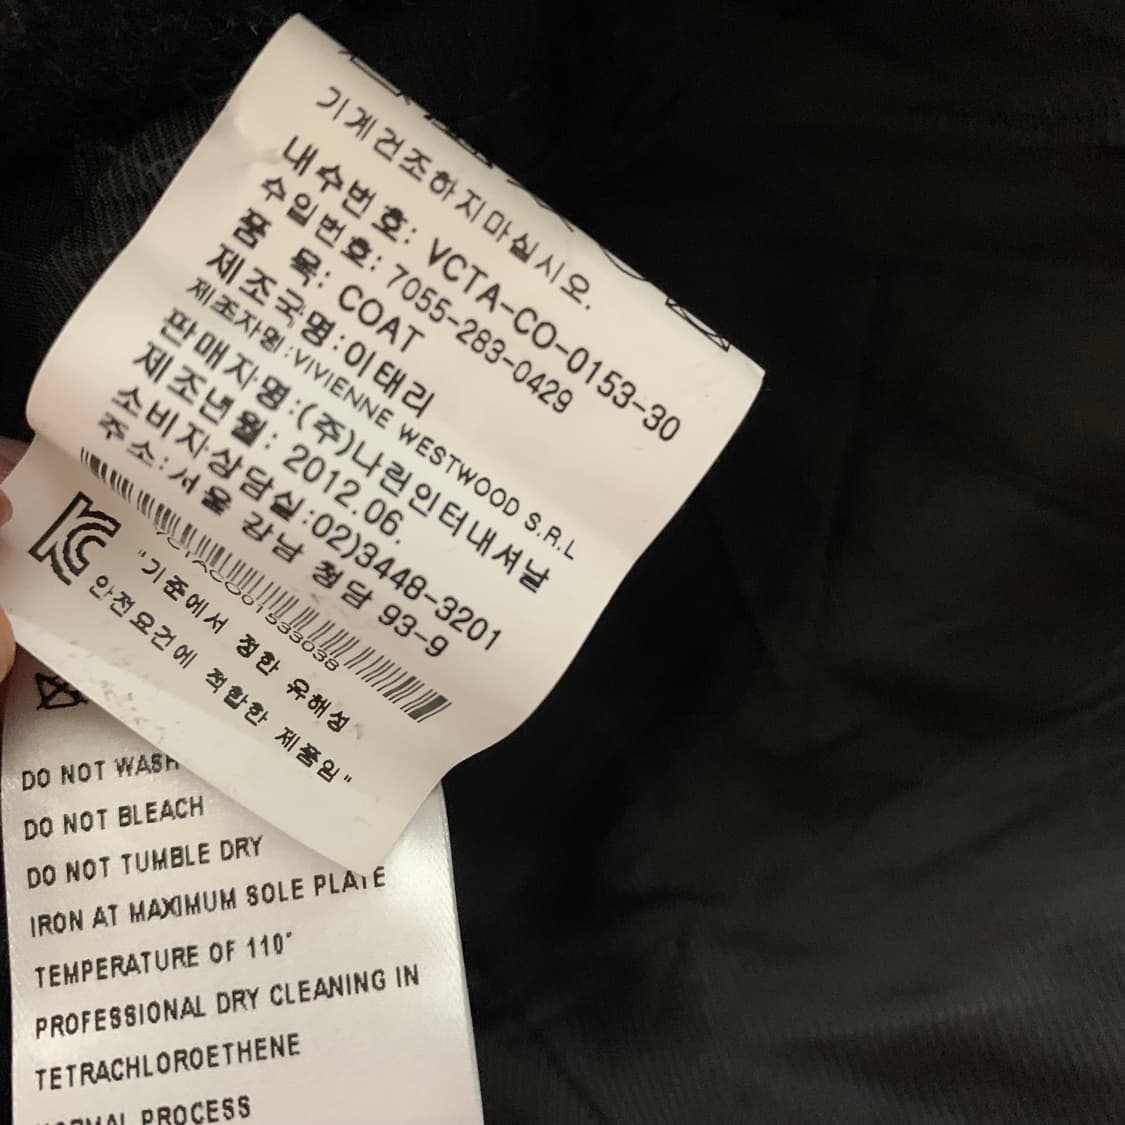 기계건조하지마십시오.
내수번호: VCTA-CO-0153-30
수입번호: 7055-283-0429
품 목: COAT
제조국명:이태리
제조자명:VIVIENNE WESTWOOD S.R.L
판매자명:(주)나린인터내셔날
제조년월: 2012.06.
소비자상담실:02)3448-3201
주소:서울 강남 청담 93-9
VCTACO01533038
"기준에서 정한 유해성
안전요건에 적합한 제품임"
DO NOT WASH
DO NOT BLEACH
DO NOT TUMBLE DRY
IRON AT MAXIMUM SOLE PLATE
TEMPERATURE OF 110°
PROFESSIONAL DRY CLEANING IN
TETRACHLOROETHENE
NORMAL PROCESS